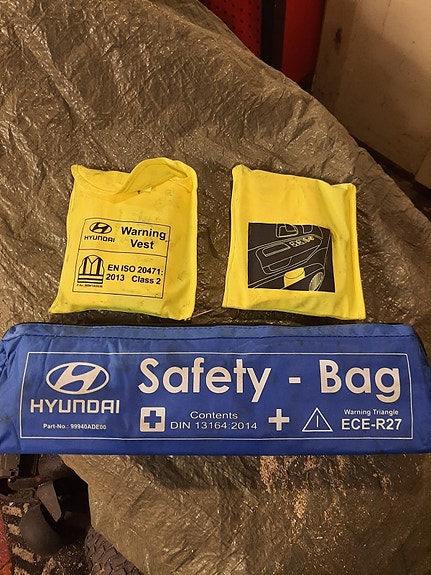 HYUNDAI
Warning
Vest
EN ISO 20471:
2013 Class 2
HYUNDAI
Safety - Bag
Part-No.: 99940ADE00
Contents
DIN 13164:2014
+
Warning Triangle
ECE-R27